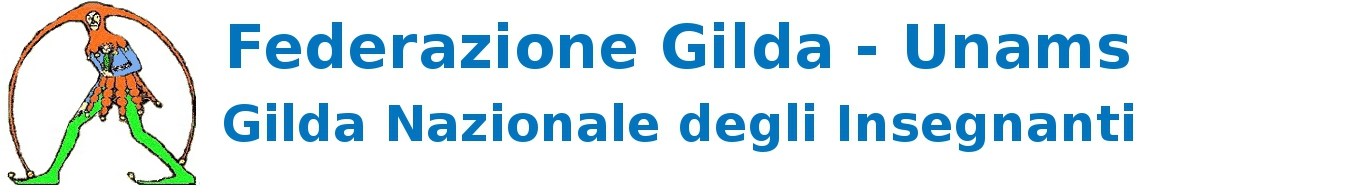 Federazione Gilda - Unams
Gilda Nazionale degli Insegnanti